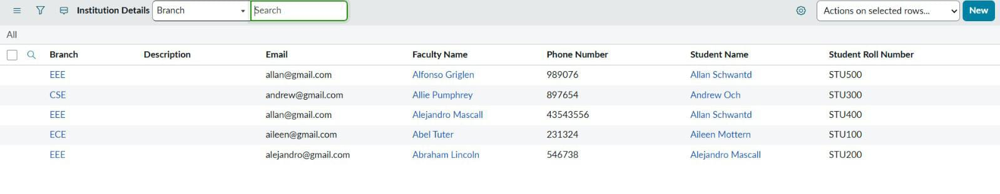 Institution Details Branch Search Actions on selected rows... New
All
Branch Description Email Faculty Name Phone Number Student Name Student Roll Number
EEE allan@gmail.com Alfonso Griglen 989076 Allan Schwantd STU500
CSE andrew@gmail.com Allie Pumphrey 897654 Andrew Och STU300
EEE allan@gmail.com Alejandro Mascall 43543556 Allan Schwantd STU400
ECE aileen@gmail.com Abel Tuter 231324 Aileen Mottern STU100
EEE alejandro@gmail.com Abraham Lincoln 546738 Alejandro Mascall STU200